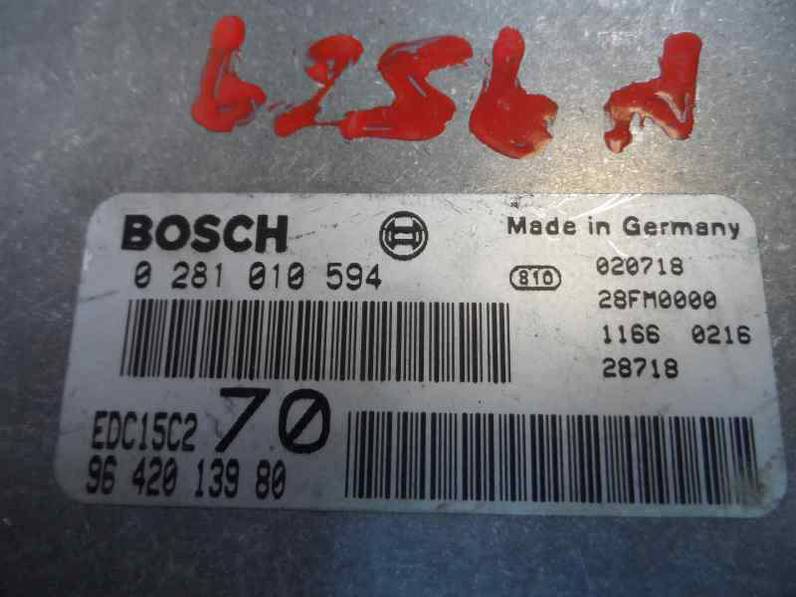 6256N
BOSCH
Made in Germany
0 281 010 594
810
020718
28FM0000
1166 0216
28718
EDC15C2 70
96 420 139 80